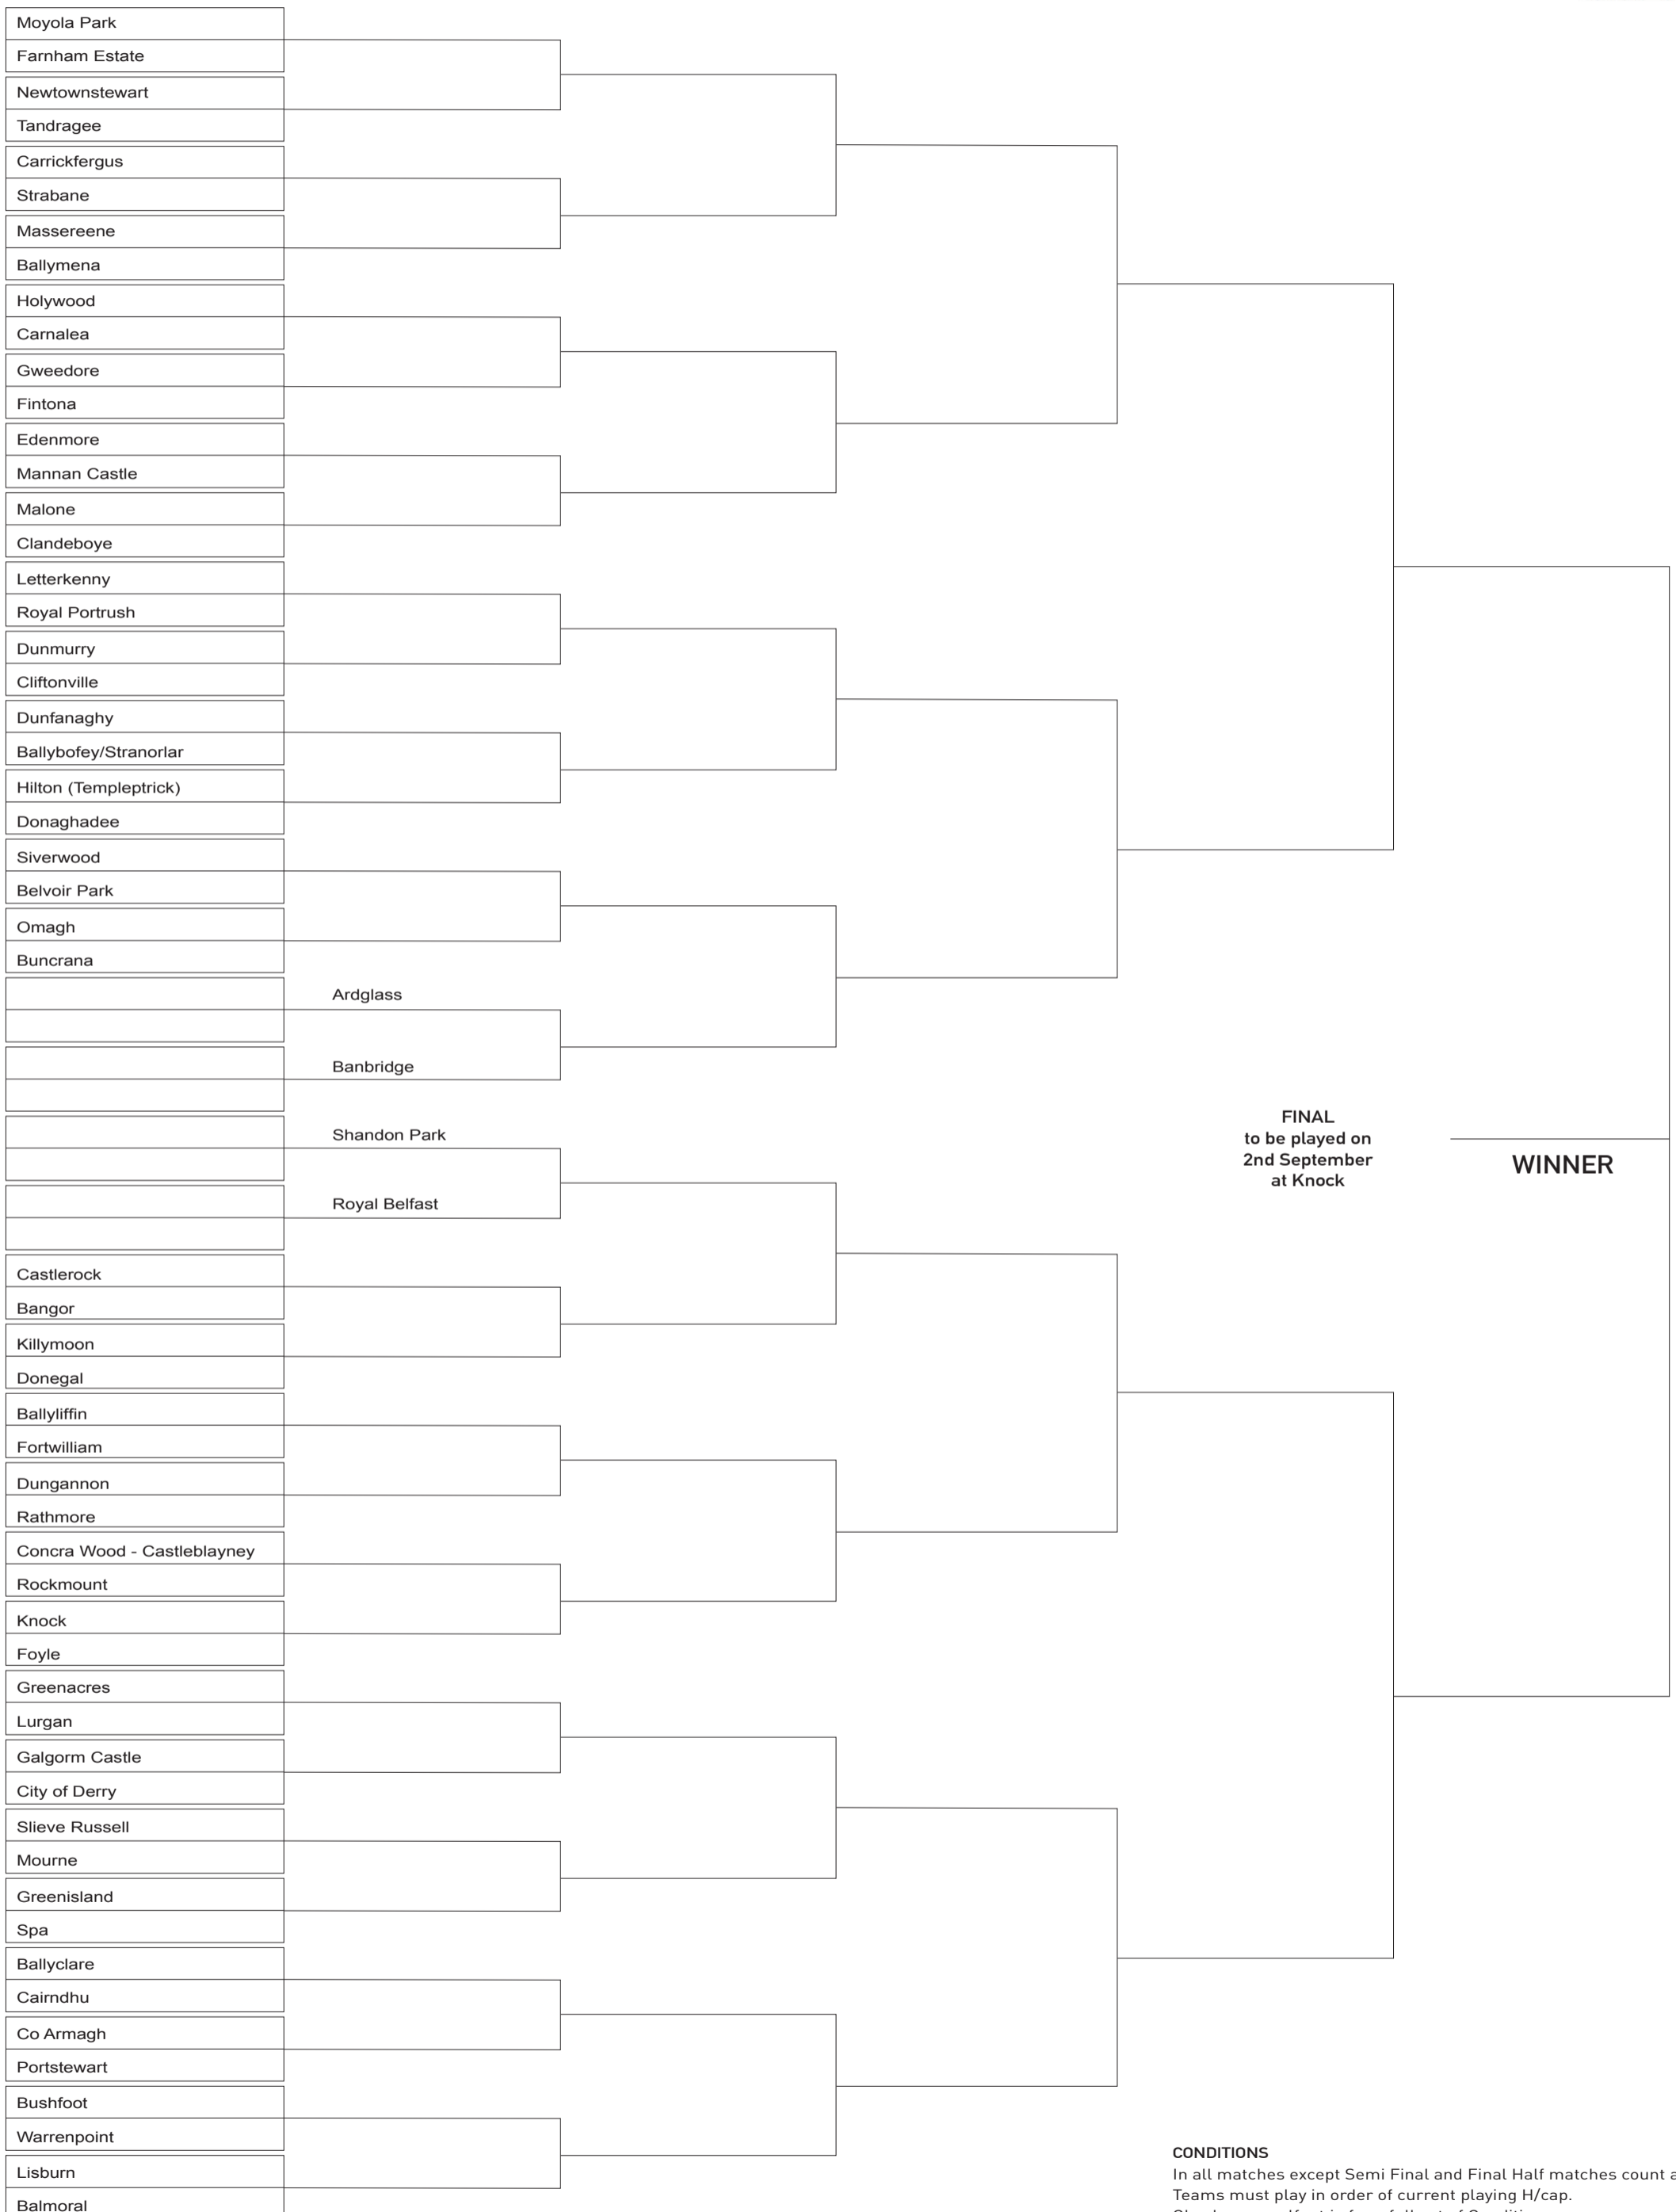 Moyola Park
Farnham Estate
Newtownstewart
Tandragee
Carrickfergus
Strabane
Massereene
Ballymena
Holywood
Carnalea
Gweedore
Fintona
Edenmore
Mannan Castle
Malone
Clandeboye
Letterkenny
Royal Portrush
Dunmurry
Cliftonville
Dunfanaghy
Ballybofey/Stranorlar
Hilton (Templeptrick)
Donaghadee
Siverwood
Belvoir Park
Omagh
Buncrana
Ardglass
Banbridge
Shandon Park
Royal Belfast
Castlerock
Bangor
Killymoon
Donegal
Ballyliffin
Fortwilliam
Dungannon
Rathmore
Concra Wood - Castleblayney
Rockmount
Knock
Foyle
Greenacres
Lurgan
Galgorm Castle
City of Derry
Slieve Russell
Mourne
Greenisland
Spa
Ballyclare
Cairndhu
Co Armagh
Portstewart
Bushfoot
Warrenpoint
Lisburn
Balmoral
FINAL
to be played on
2nd September
at Knock
WINNER
CONDITIONS
In all matches except Semi Final and Final Half matches count
Teams must play in order of current playing H/cap.